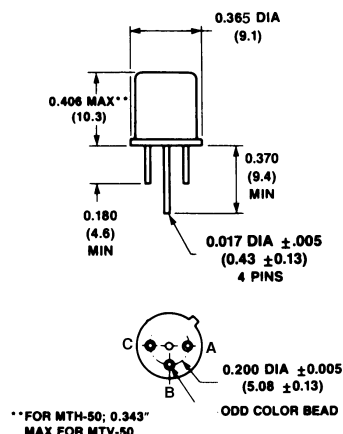 0.365 DIA
(9.1)
0.406 MAX**
(10.3)
0.370
(9.4)
MIN
0.180
(4.6)
MIN
0.017 DIA ±.005
(0.43 ±0.13)
4 PINS
C
A
B
0.200 DIA ±0.005
(5.08 ±0.13)
ODD COLOR BEAD
**FOR MTH-50; 0.343"
MAX FOR MTV-50